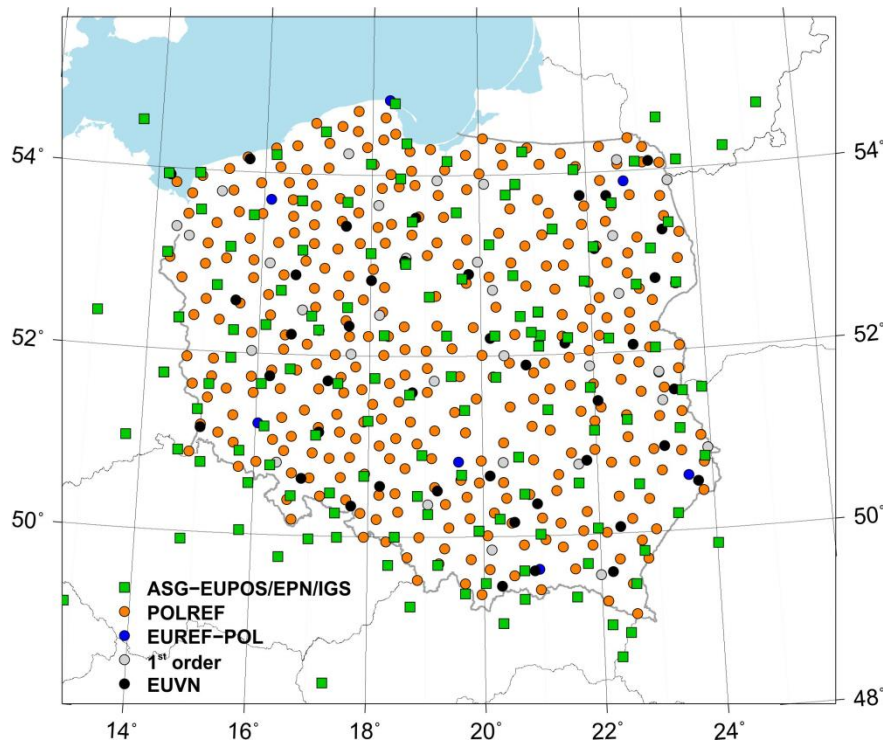 54° 54°
52° 52°
50° 50°
48°
ASG-EUPOS/EPN/IGS
POLREF
EUREF-POL
1st order
EUVN
14° 16° 18° 20° 22° 24°